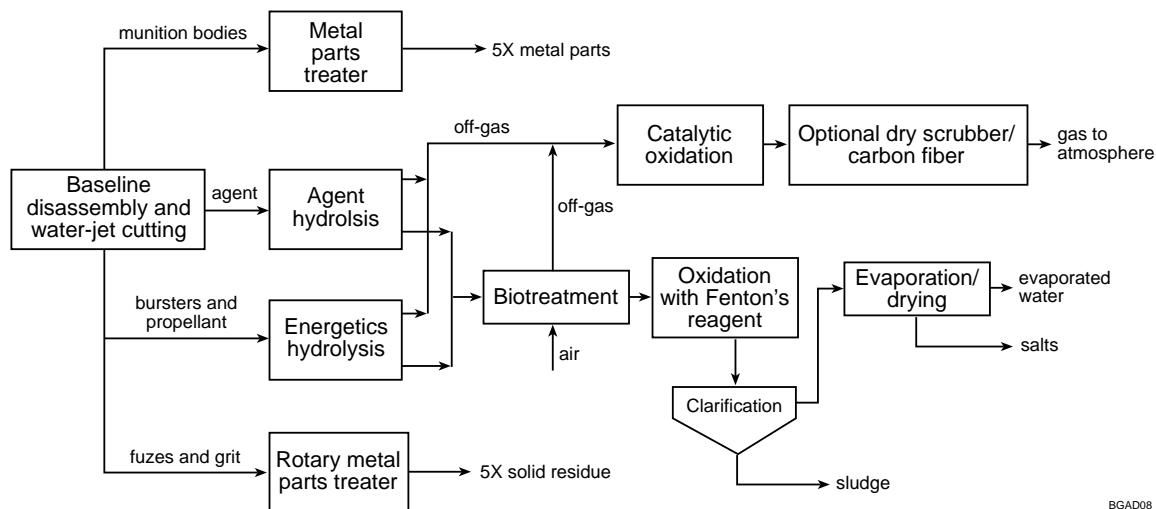 munition bodies
Metal
parts
treater
5X metal parts
off-gas
Catalytic
oxidation
Optional dry scrubber/
carbon fiber
gas to
atmosphere
Baseline
disassembly and
water-jet cutting
agent
Agent
hydrolsis
off-gas
bursters and
propellant
Energetics
hydrolysis
Biotreatment
air
Oxidation
with Fenton's
reagent
Evaporation/
drying
evaporated
water
salts
Clarification
fuzes and grit
Rotary metal
parts treater
5X solid residue
sludge
BGAD08